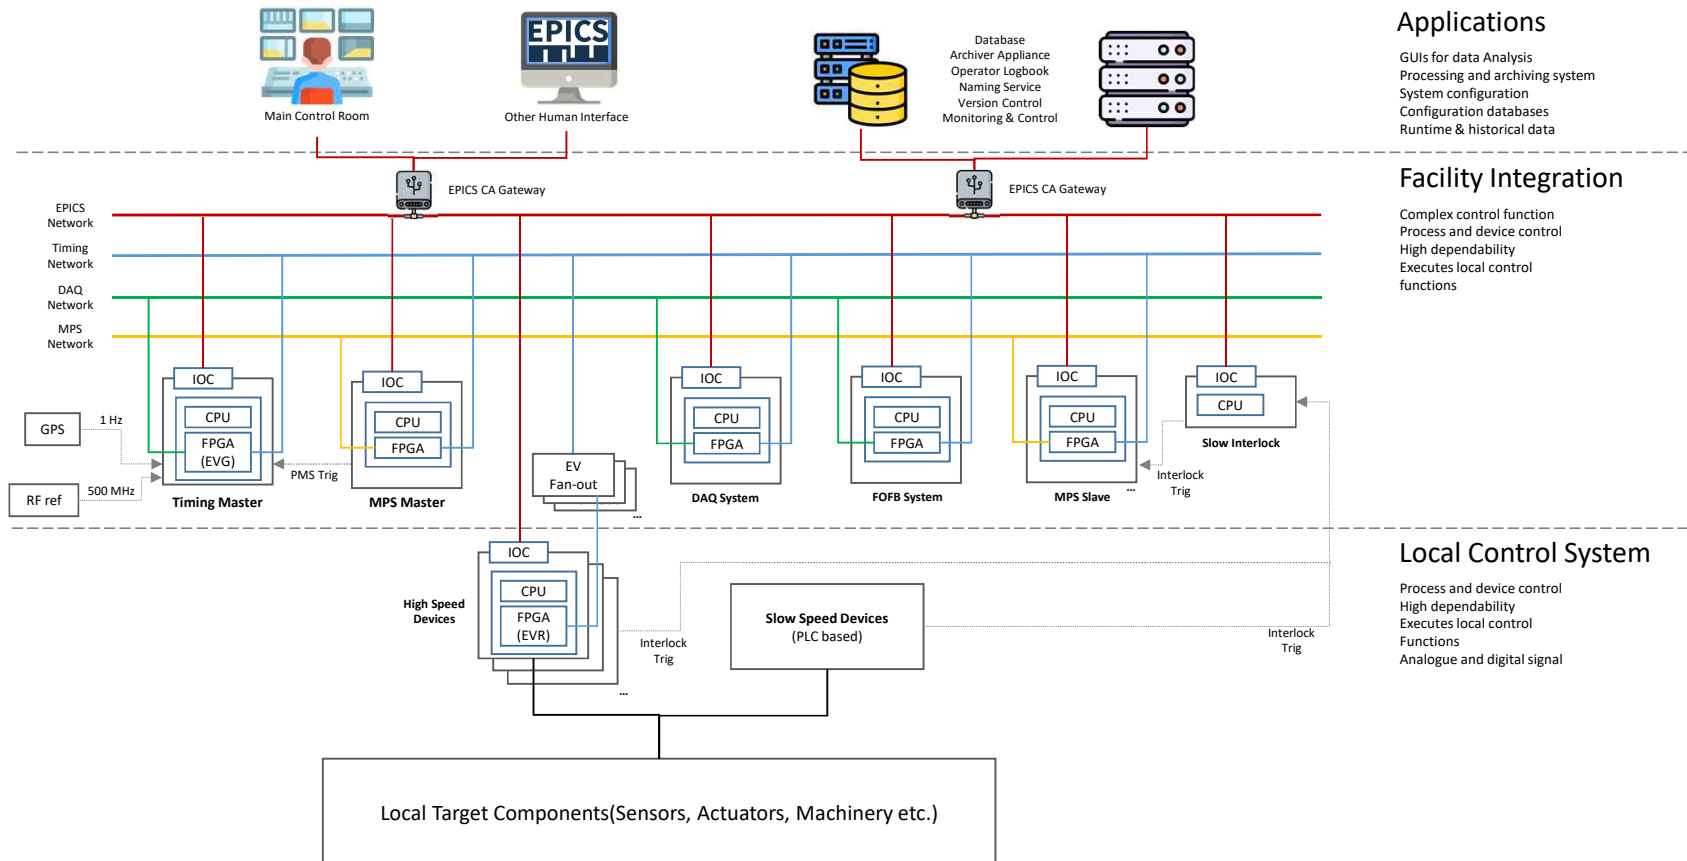 Applications
GUIs for data Analysis
Processing and archiving system
System configuration
Configuration databases
Runtime & historical data
EPICS
Main Control Room
Other Human Interface
Database
Archiver Appliance
Operator Logbook
Naming Service
Version Control
Monitoring & Control
Facility Integration
Complex control function
Process and device control
High dependability
Executes local control
functions
EPICS CA Gateway
EPICS CA Gateway
EPICS
Network
Timing
Network
DAQ
Network
MPS
Network
IOC
CPU
FPGA
(EVG)
Timing Master
GPS
1 Hz
RF ref
500 MHz
PMS Trig
IOC
CPU
FPGA
MPS Master
EV
Fan-out
...
IOC
CPU
FPGA
DAQ System
IOC
CPU
FPGA
FOFB System
IOC
CPU
FPGA
MPS Slave
...
IOC
CPU
Slow Interlock
Interlock
Trig
Local Control System
Process and device control
High dependability
Executes local control
Functions
Analogue and digital signal
High Speed
Devices
IOC
CPU
FPGA
(EVR)
...
Interlock
Trig
Slow Speed Devices
(PLC based)
Interlock
Trig
Local Target Components(Sensors, Actuators, Machinery etc.)